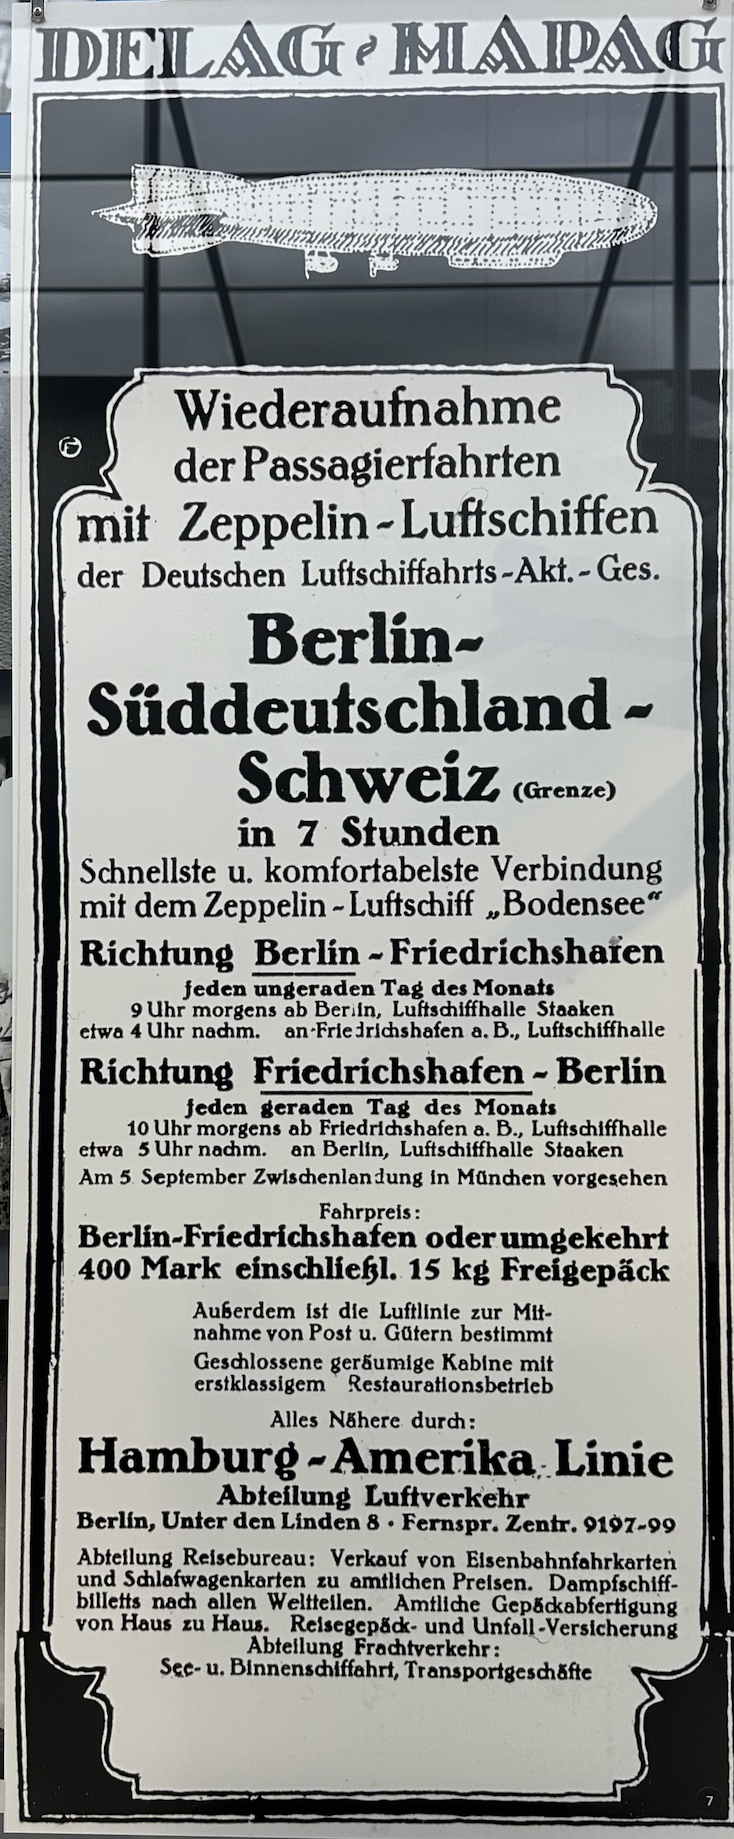 DELAG - HAPAG
Wiederaufnahme
der Passagierfahrten
mit Zeppelin-Luftschiffen
der Deutschen Luftschiffahrts-Akt.-Ges.
Berlin-
Süddeutschland-
Schweiz (Grenze)
in 7 Stunden
Schnellste u. komfortabelste Verbindung
mit dem Zeppelin-Luftschiff „Bodensee“
Richtung Berlin-Friedrichshafen
jeden ungeraden Tag des Monats
9 Uhr morgens ab Berlin, Luftschiffhalle Staaken
etwa 4 Uhr nachm. an Friedrichshafen a. B., Luftschiffhalle
Richtung Friedrichshafen-Berlin
jeden geraden Tag des Monats
10 Uhr morgens ab Friedrichshafen a. B., Luftschiffhalle
etwa 5 Uhr nachm. an Berlin, Luftschiffhalle Staaken
Am 5 September Zwischenlandung in München vorgesehen
Fahrpreis:
Berlin-Friedrichshafen oder umgekehrt
400 Mark einschließl. 15 kg Freigepäck
Außerdem ist die Luftlinie zur Mit-
nahme von Post u. Gütern bestimmt
Geschlossene geräumige Kabine mit
erstklassigem Restaurationsbetrieb
Alles Nähere durch:
Hamburg-Amerika Linie
Abteilung Luftverkehr
Berlin, Unter den Linden 8 · Fernspr. Zentr. 9197-99
Abteilung Reisebureau: Verkauf von Eisenbahnfahrkarten
und Schlafwagenkarten zu amtlichen Preisen. Dampfschiff-
billetts nach allen Weltteilen. Amtliche Gepäckabfertigung
von Haus zu Haus. Reisegepäck- und Unfall-Versicherung
Abteilung Frachtverkehr:
See- u. Binnenschiffahrt, Transportgeschäfte
7